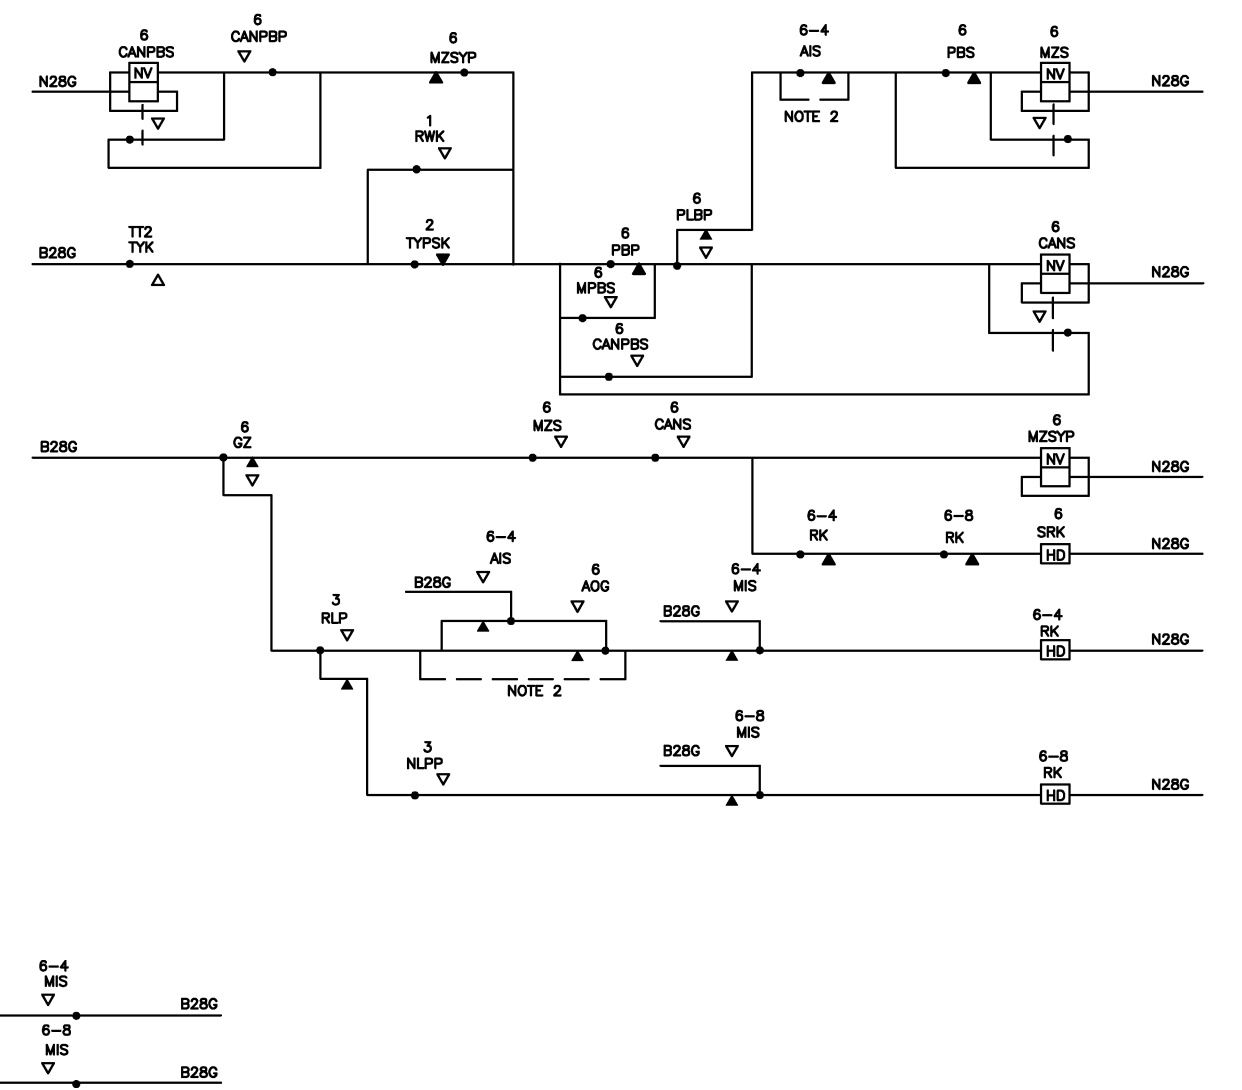 6
CANPBS
NV
N28G
6
CANPBP
6
MZSYP
1
RWK
TT2
TYK
B28G
2
TYPSK
6
PBP
6
MPBS
6
CANPBS
6
PLBP
6-4
AIS
NOTE 2
6
PBS
6
MZS
NV
N28G
6
CANS
NV
N28G
B28G
6
GZ
6
MZS
6
CANS
6
MZSYP
NV
N28G
6-4
RK
6-8
RK
6
SRK
HD
N28G
3
RLP
6-4
AIS
B28G
6
AOG
NOTE 2
6-4
MIS
B28G
6-4
RK
HD
N28G
3
NLPP
6-8
MIS
B28G
6-8
RK
HD
N28G
6-4
MIS
B28G
6-8
MIS
B28G